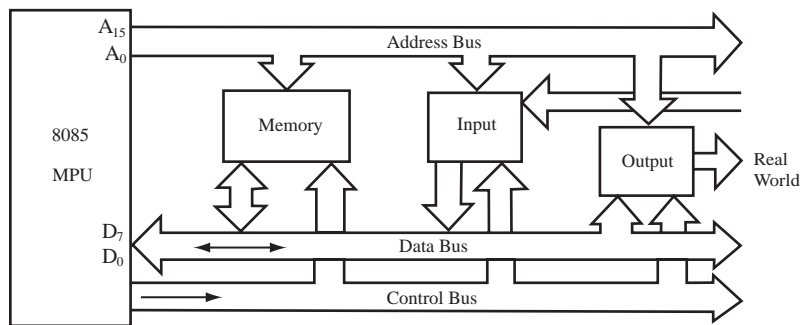 A15
Address Bus
A0
8085
MPU
Memory
Input
Output
Real
World
D7
D0
Data Bus
Control Bus